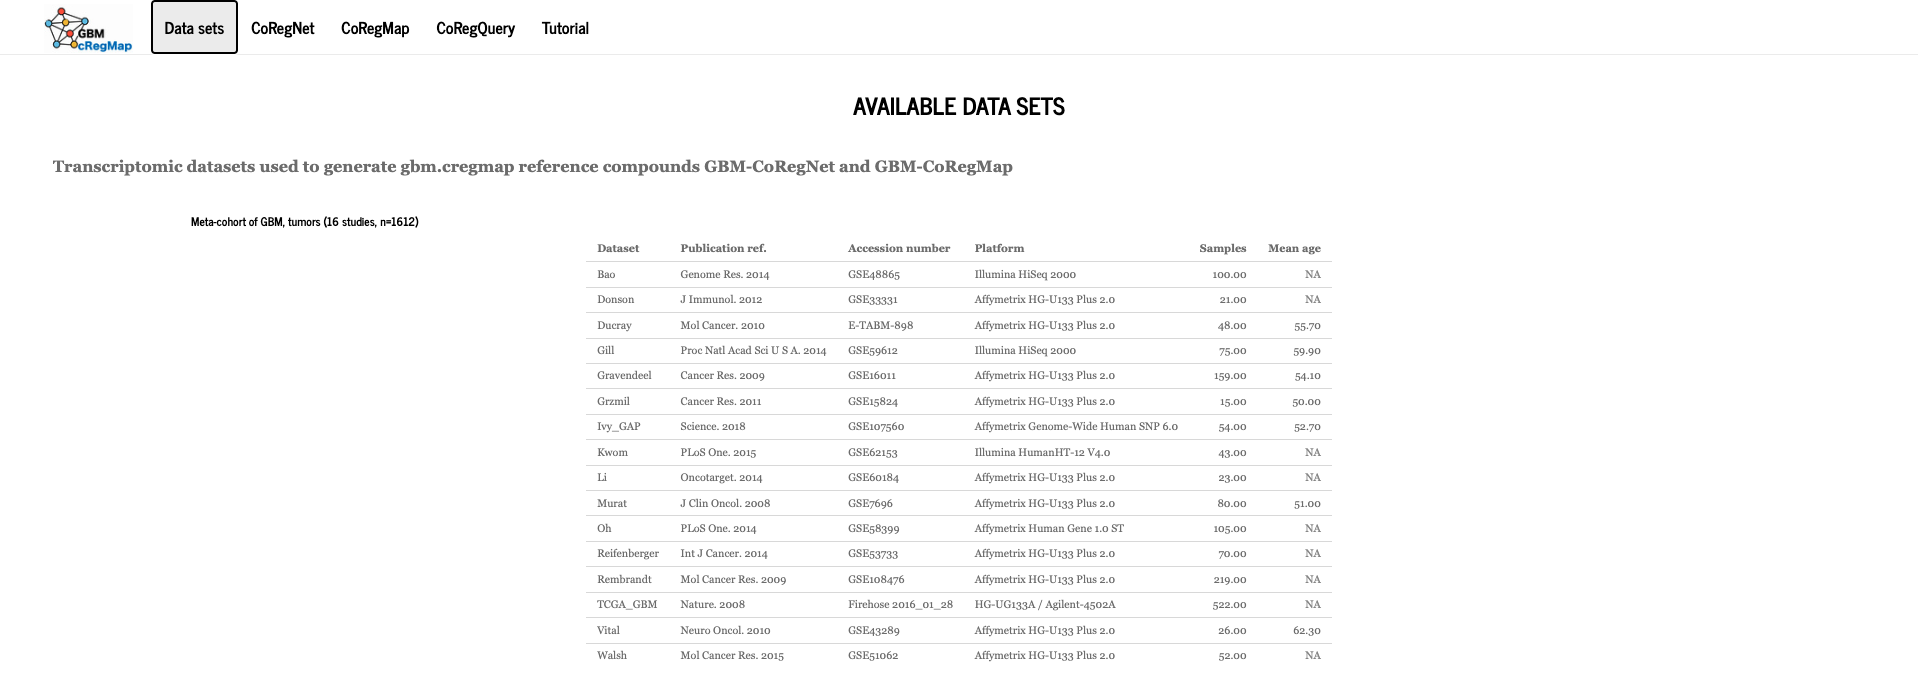 GBM
cRegMap
Data sets CoRegNet CoRegMap CoRegQuery Tutorial
AVAILABLE DATA SETS
Transcriptomic datasets used to generate gbm.cregmap reference compounds GBM-CoRegNet and GBM-CoRegMap
Meta-cohort of GBM, tumors (16 studies, n=1612)
Dataset Publication ref. Accession number Platform Samples Mean age
Bao Genome Res. 2014 GSE48865 Illumina HiSeq 2000 100.00 NA
Donson J Immunol. 2012 GSE33331 Affymetrix HG-U133 Plus 2.0 21.00 NA
Ducray Mol Cancer. 2010 E-TABM-898 Affymetrix HG-U133 Plus 2.0 48.00 55.70
Gill Proc Natl Acad Sci U S A. 2014 GSE59612 Illumina HiSeq 2000 75.00 59.90
Gravendeel Cancer Res. 2009 GSE16011 Affymetrix HG-U133 Plus 2.0 159.00 54.10
Grzmil Cancer Res. 2011 GSE15824 Affymetrix HG-U133 Plus 2.0 15.00 50.00
Ivy_GAP Science. 2018 GSE107560 Affymetrix Genome-Wide Human SNP 6.0 54.00 52.70
Kwom PLoS One. 2015 GSE62153 Illumina HumanHT-12 V4.0 43.00 NA
Li Oncotarget. 2014 GSE60184 Affymetrix HG-U133 Plus 2.0 23.00 NA
Murat J Clin Oncol. 2008 GSE7696 Affymetrix HG-U133 Plus 2.0 80.00 51.00
Oh PLoS One. 2014 GSE58399 Affymetrix Human Gene 1.0 ST 105.00 NA
Reifenberger Int J Cancer. 2014 GSE53733 Affymetrix HG-U133 Plus 2.0 70.00 NA
Rembrandt Mol Cancer Res. 2009 GSE108476 Affymetrix HG-U133 Plus 2.0 219.00 NA
TCGA_GBM Nature. 2008 Firehose 2016_01_28 HG-UG133A / Agilent-4502A 522.00 NA
Vital Neuro Oncol. 2010 GSE43289 Affymetrix HG-U133 Plus 2.0 26.00 62.30
Walsh Mol Cancer Res. 2015 GSE51062 Affymetrix HG-U133 Plus 2.0 52.00 NA